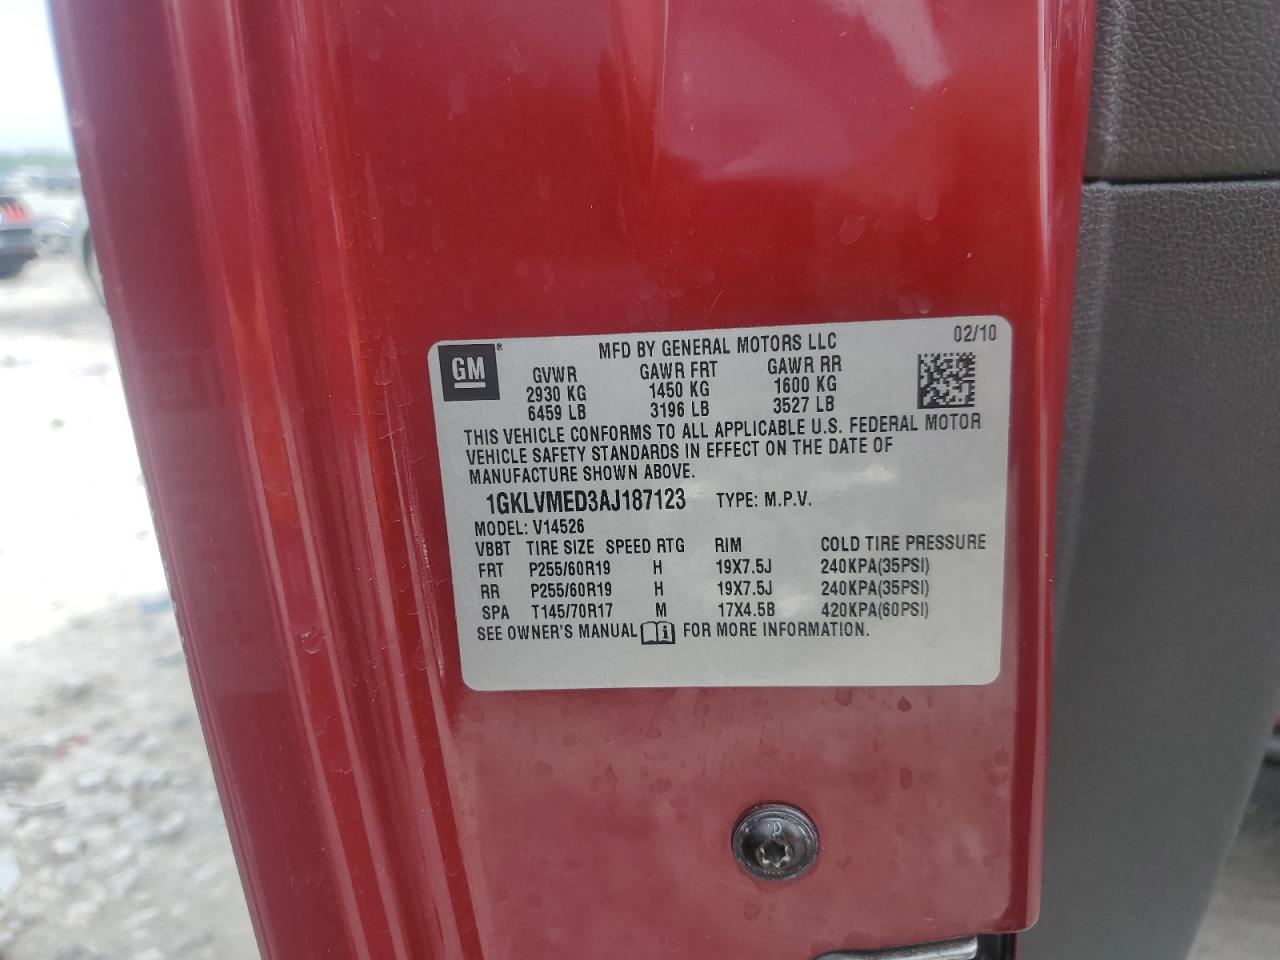 GM® MFD BY GENERAL MOTORS LLC 02/10
GVWR GAWR FRT GAWR RR
2930 KG 1450 KG 1600 KG
6459 LB 3196 LB 3527 LB
THIS VEHICLE CONFORMS TO ALL APPLICABLE U.S. FEDERAL MOTOR
VEHICLE SAFETY STANDARDS IN EFFECT ON THE DATE OF
MANUFACTURE SHOWN ABOVE.
1GKLVMED3AJ187123 TYPE: M.P.V.
MODEL: V14526
VBBT TIRE SIZE SPEED RTG RIM COLD TIRE PRESSURE
FRT P255/60R19 H 19X7.5J 240KPA(35PSI)
RR P255/60R19 H 19X7.5J 240KPA(35PSI)
SPA T145/70R17 M 17X4.5B 420KPA(60PSI)
SEE OWNER'S MANUAL i FOR MORE INFORMATION.